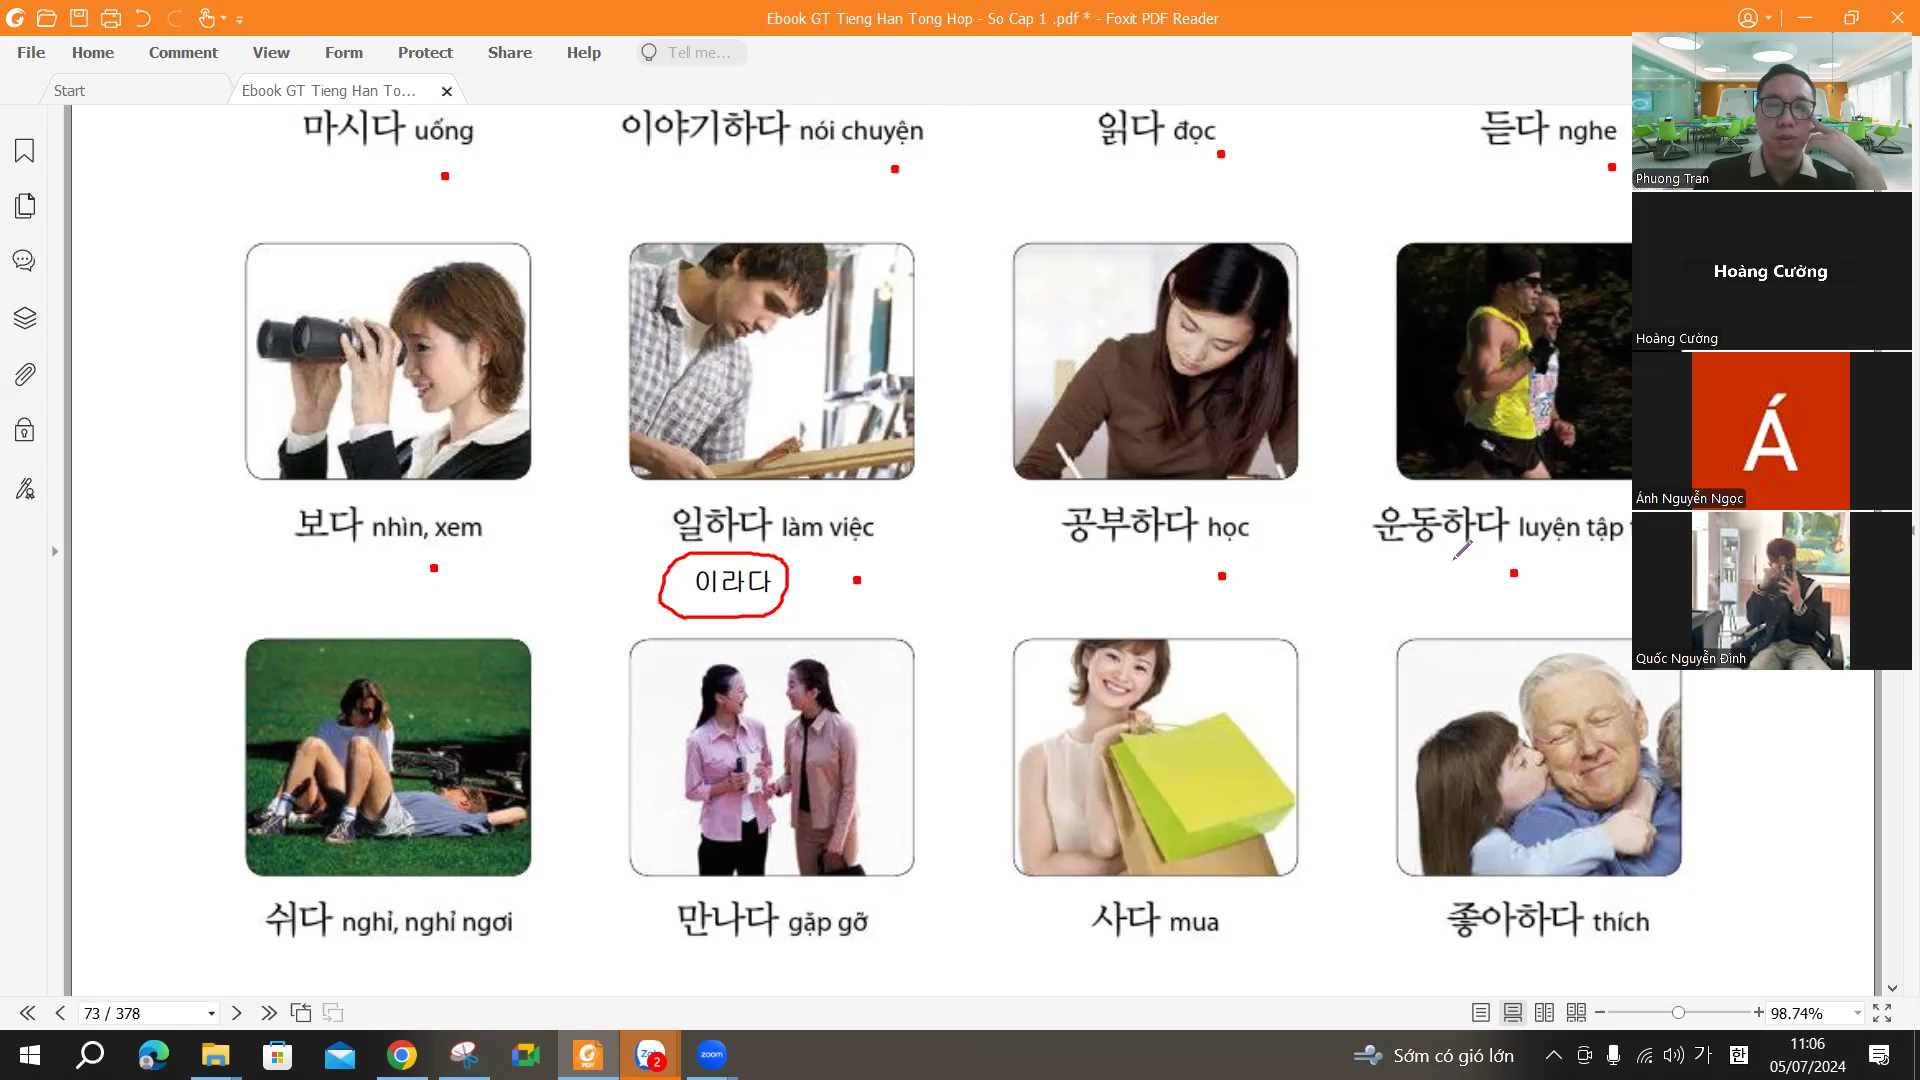 Ebook GT Tieng Han Tong Hop - So Cap 1 .pdf * - Foxit PDF Reader
File Home Comment View Form Protect Share Help Tell me...
Start
Ebook GT Tieng Han To...
마시다 uống
이야기하다 nói chuyện
읽다 đọc
듣다 nghe
Phuong Tran
Hoàng Cường
Hoàng Cường
Á
Ánh Nguyễn Ngọc
Quốc Nguyễn Đình
보다 nhìn, xem
일하다 làm việc
공부하다 học
운동하다 luyện tập
이라다
쉬다 nghỉ, nghỉ ngơi
만나다 gặp gỡ
사다 mua
좋아하다 thích
73 / 378
98.74%
PDF
Zalo
2
zoom
Sớm có gió lớn
가
한
11:06
05/07/2024